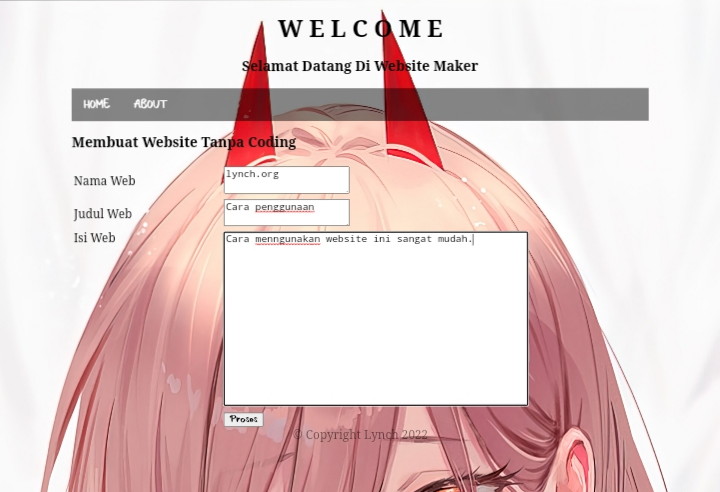 WELCOME
Selamat Datang Di Website Maker
HOME ABOUT
Membuat Website Tanpa Coding
Nama Web lynch.org
Judul Web Cara penggunaan
Isi Web Cara menngunakan website ini sangat mudah.
Proses
© Copyright Lynch 2022